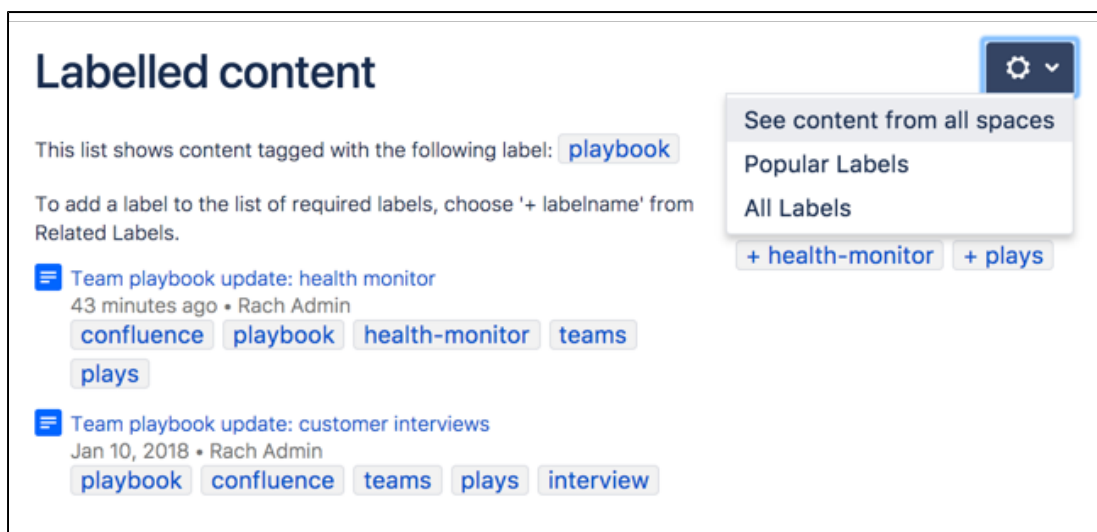 Labelled content
See content from all spaces
Popular Labels
All Labels
This list shows content tagged with the following label: playbook
To add a label to the list of required labels, choose '+ labelname' from
Related Labels.
+ health-monitor + plays
Team playbook update: health monitor
43 minutes ago • Rach Admin
confluence playbook health-monitor teams
plays
Team playbook update: customer interviews
Jan 10, 2018 • Rach Admin
playbook confluence teams plays interview